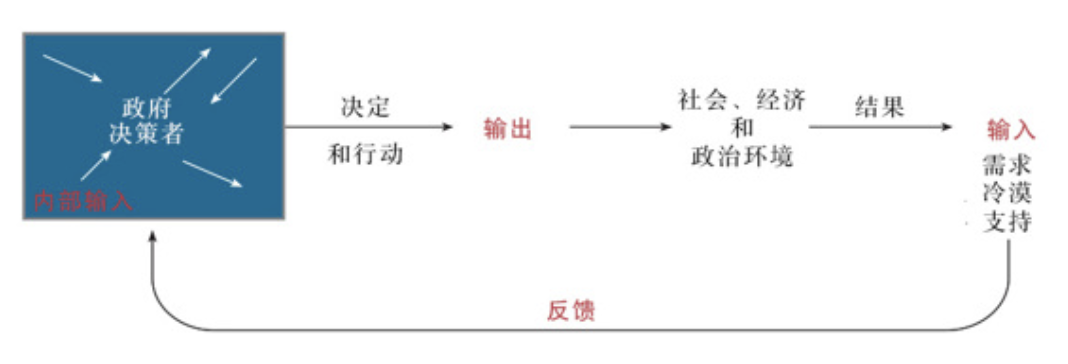 政府
决策者
内部输入
决定
和行动
输出
社会、经济
和
政治环境
结果
输入
需求
冷漠
支持
反馈